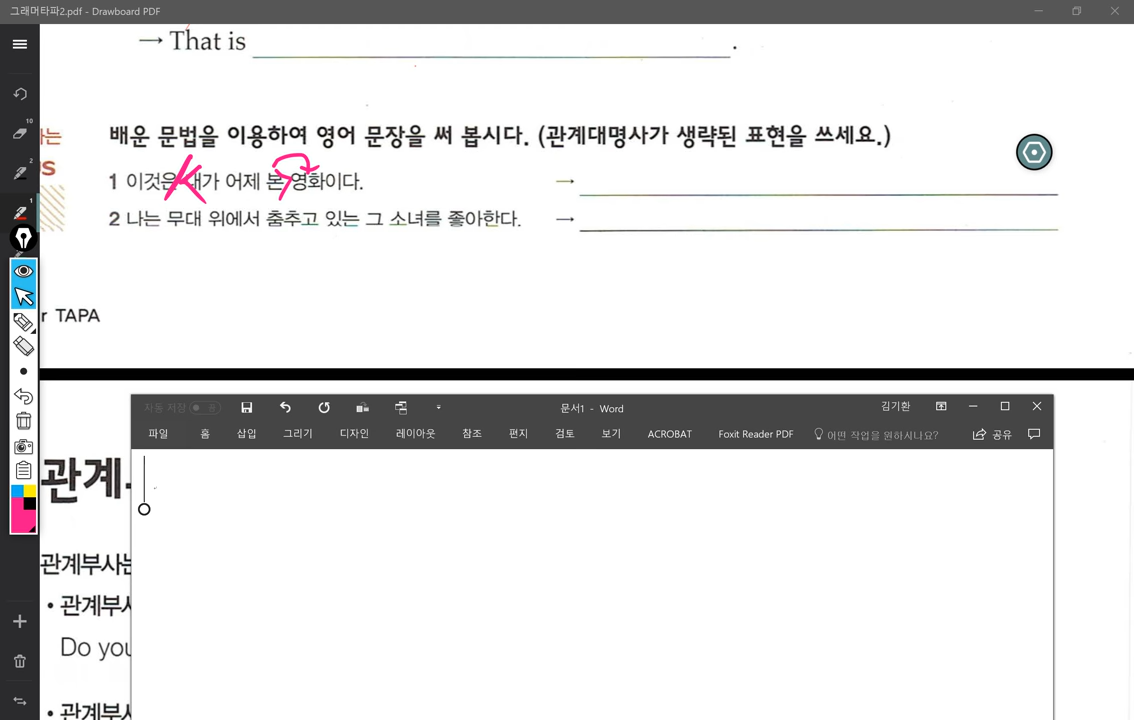 그래머타파2.pdf - Drawboard PDF
→ That is .
배운 문법을 이용하여 영어 문장을 써 봅시다. (관계대명사가 생략된 표현을 쓰세요.)
1 이것은 내가 어제 본 영화이다. →
2 나는 무대 위에서 춤추고 있는 그 소녀를 좋아한다. →
r TAPA
10
2
1
는
S
자동 저장
문서1 - Word
김기환
파일 홈 삽입 그리기 디자인 레이아웃 참조 편지 검토 보기 ACROBAT Foxit Reader PDF 어떤 작업을 원하시나요? 공유
관계
관계부사는
• 관계부사
Do you
• 관계부사